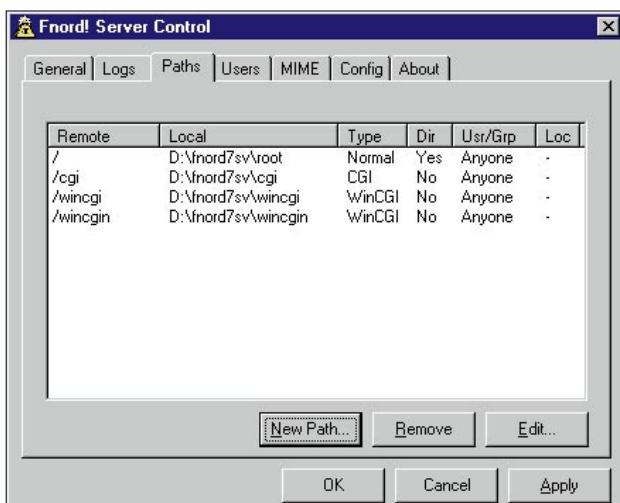 Fnord! Server Control
General Logs Paths Users MIME Config About
Remote Local Type Dir Usr/Grp Loc
/ D:\fnord7sv\root Normal Yes Anyone -
/cgi D:\fnord7sv\cgi CGI No Anyone -
/wincgi D:\fnord7sv\wincgi WinCGI No Anyone -
/wincgin D:\fnord7sv\wincgin WinCGI No Anyone -
New Path... Remove Edit...
OK Cancel Apply